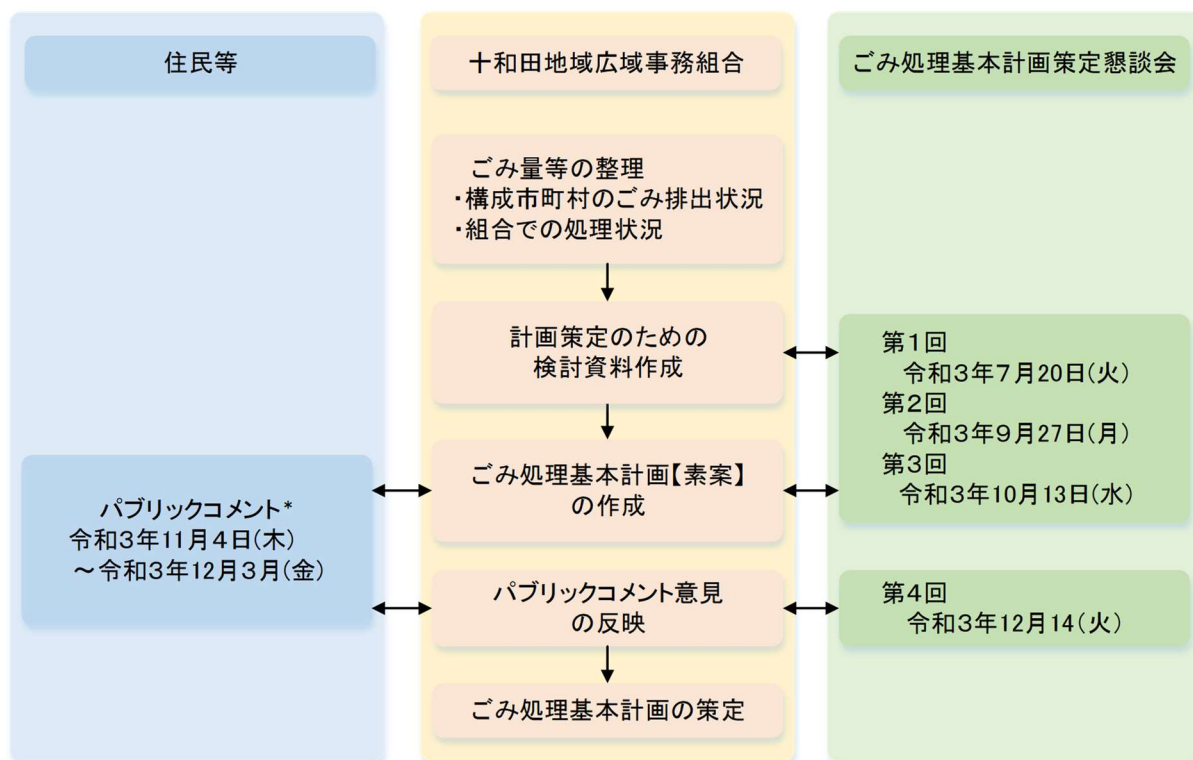 住民等
十和田地域広域事務組合
ごみ処理基本計画策定懇談会
ごみ量等の整理
・構成市町村のごみ排出状況
・組合での処理状況
計画策定のための
検討資料作成
第1回
令和3年7月20日(火)
第2回
令和3年9月27日(月)
第3回
令和3年10月13日(水)
ごみ処理基本計画【素案】
の作成
パブリックコメント*
令和3年11月4日(木)
～令和3年12月3月(金)
パブリックコメント意見
の反映
第4回
令和3年12月14(火)
ごみ処理基本計画の策定